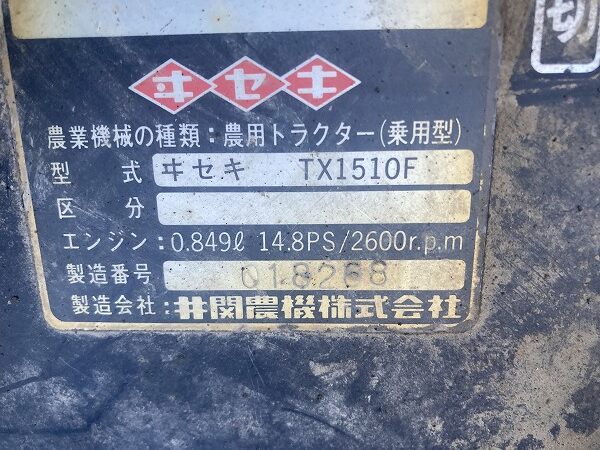 ヰセキ
農業機械の種類：農用トラクター(乗用型)
型式 ヰセキ TX1510F
区分
エンジン：0.849ℓ 14.8PS/2600r.p.m
製造番号 018268
製造会社：井関農機株式会社
切